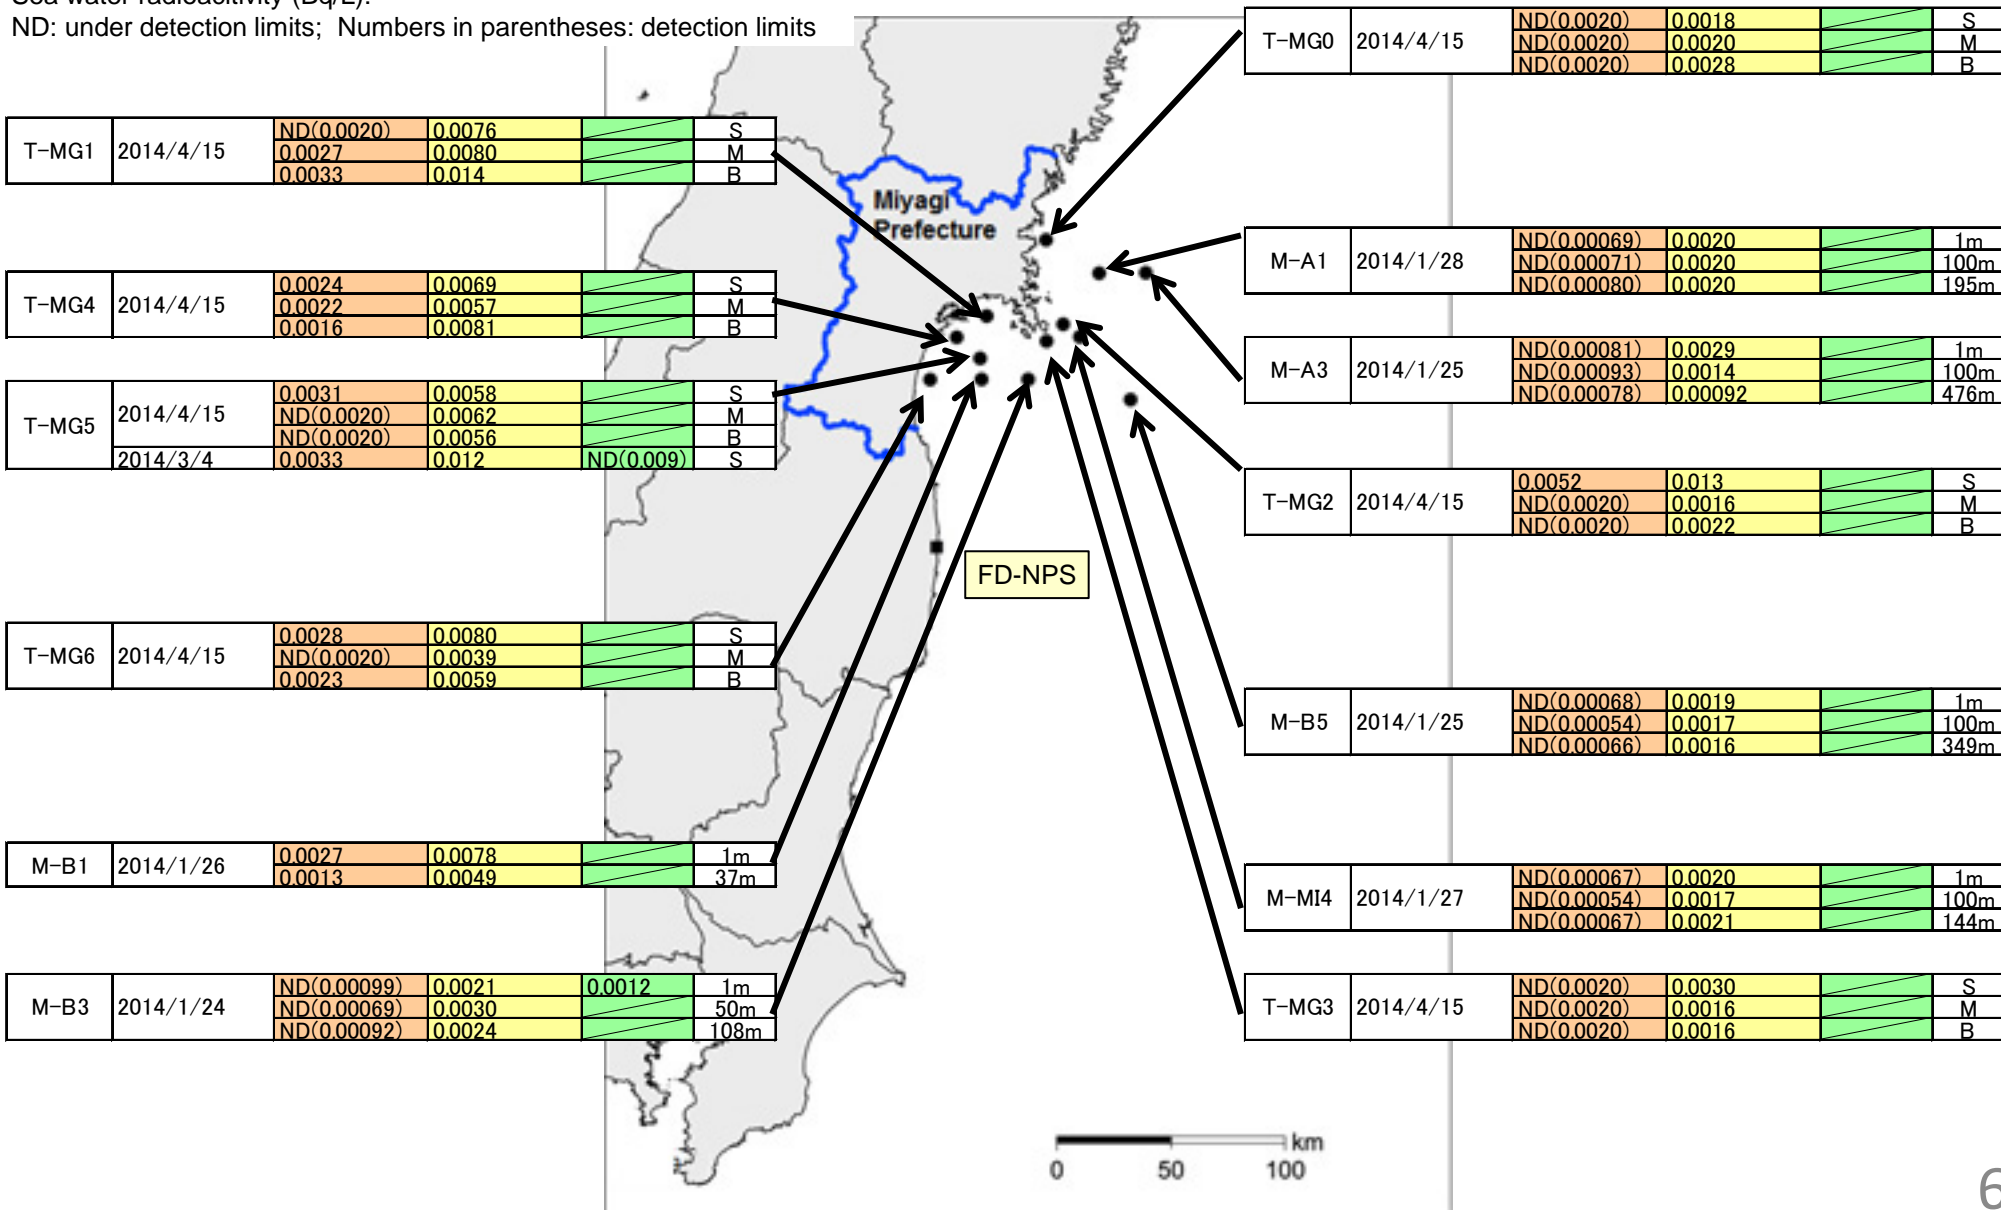 Sea water radioacitivity (Bq/L).
ND: under detection limits; Numbers in parentheses: detection limits
T-MG1 2014/4/15 ND(0.0020) 0.0076 S
0.0027 0.0080 M
0.0033 0.014 B
T-MG4 2014/4/15 0.0024 0.0069 S
0.0022 0.0057 M
0.0016 0.0081 B
T-MG5 2014/4/15 0.0031 0.0058 S
ND(0.0020) 0.0062 M
ND(0.0020) 0.0056 B
2014/3/4 0.0033 0.012 ND(0.009) S
T-MG6 2014/4/15 0.0028 0.0080 S
ND(0.0020) 0.0039 M
0.0023 0.0059 B
M-B1 2014/1/26 0.0027 0.0078 1m
0.0013 0.0049 37m
M-B3 2014/1/24 ND(0.00099) 0.0021 0.0012 1m
ND(0.00069) 0.0030 50m
ND(0.00092) 0.0024 108m
Miyagi
Prefecture
FD-NPS
km
0 50 100
T-MG0 2014/4/15 ND(0.0020) 0.0018 S
ND(0.0020) 0.0020 M
ND(0.0020) 0.0028 B
M-A1 2014/1/28 ND(0.00069) 0.0020 1m
ND(0.00071) 0.0020 100m
ND(0.00080) 0.0020 195m
M-A3 2014/1/25 ND(0.00081) 0.0029 1m
ND(0.00093) 0.0014 100m
ND(0.00078) 0.00092 476m
T-MG2 2014/4/15 0.0052 0.013 S
ND(0.0020) 0.0016 M
ND(0.0020) 0.0022 B
M-B5 2014/1/25 ND(0.00068) 0.0019 1m
ND(0.00054) 0.0017 100m
ND(0.00066) 0.0016 349m
M-MI4 2014/1/27 ND(0.00067) 0.0020 1m
ND(0.00054) 0.0017 100m
ND(0.00067) 0.0021 144m
T-MG3 2014/4/15 ND(0.0020) 0.0030 S
ND(0.0020) 0.0016 M
ND(0.0020) 0.0016 B
6